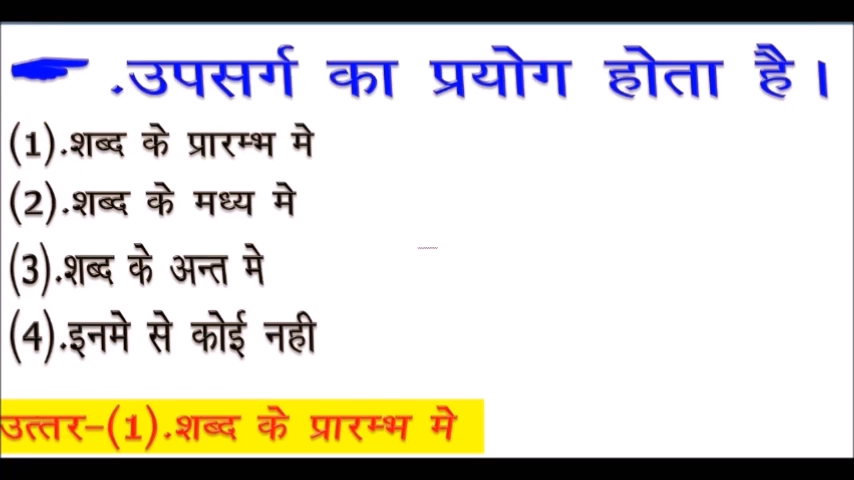 .उपसर्ग का प्रयोग होता है।
(1).शब्द के प्रारम्भ मे
(2).शब्द के मध्य मे
(3).शब्द के अन्त मे
(4).इनमे से कोई नही
उत्तर-(1).शब्द के प्रारम्भ मे